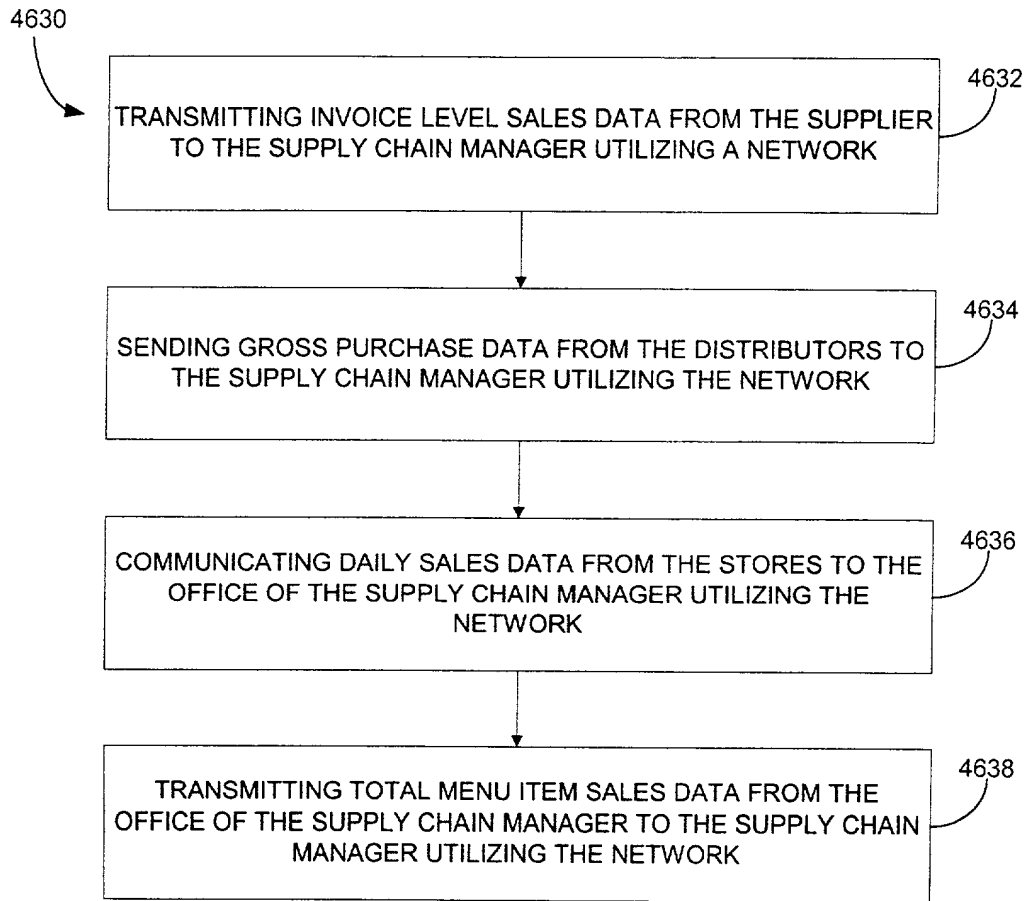 4630
4632
TRANSMITTING INVOICE LEVEL SALES DATA FROM THE SUPPLIER
TO THE SUPPLY CHAIN MANAGER UTILIZING A NETWORK
4634
SENDING GROSS PURCHASE DATA FROM THE DISTRIBUTORS TO
THE SUPPLY CHAIN MANAGER UTILIZING THE NETWORK
4636
COMMUNICATING DAILY SALES DATA FROM THE STORES TO THE
OFFICE OF THE SUPPLY CHAIN MANAGER UTILIZING THE
NETWORK
4638
TRANSMITTING TOTAL MENU ITEM SALES DATA FROM THE
OFFICE OF THE SUPPLY CHAIN MANAGER TO THE SUPPLY CHAIN
MANAGER UTILIZING THE NETWORK